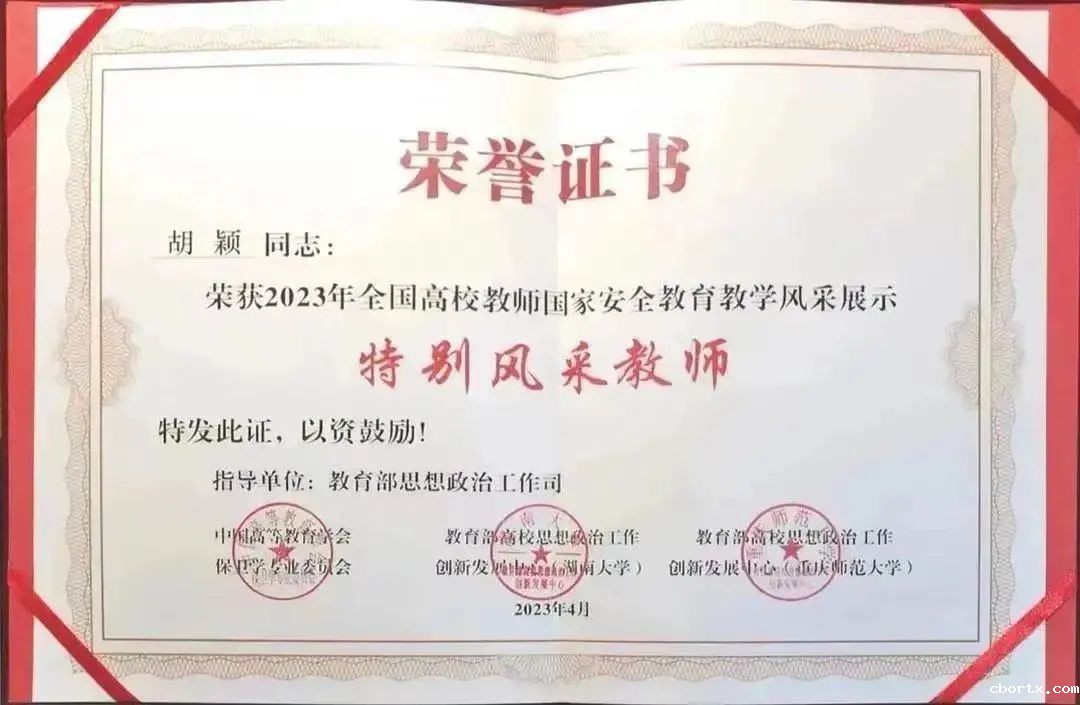 荣誉证书
胡 颖 同志：
荣获2023年全国高校教师国家安全教育教学风采展示
特别风采教师
特发此证，以资鼓励！
指导单位：教育部思想政治工作司
中国高等教育学会
保卫学专业委员会
教育部高校思想政治工作
创新发展中心（湖南大学）
教育部高校思想政治工作
创新发展中心（重庆师范大学）
2023年4月
cbortx.com